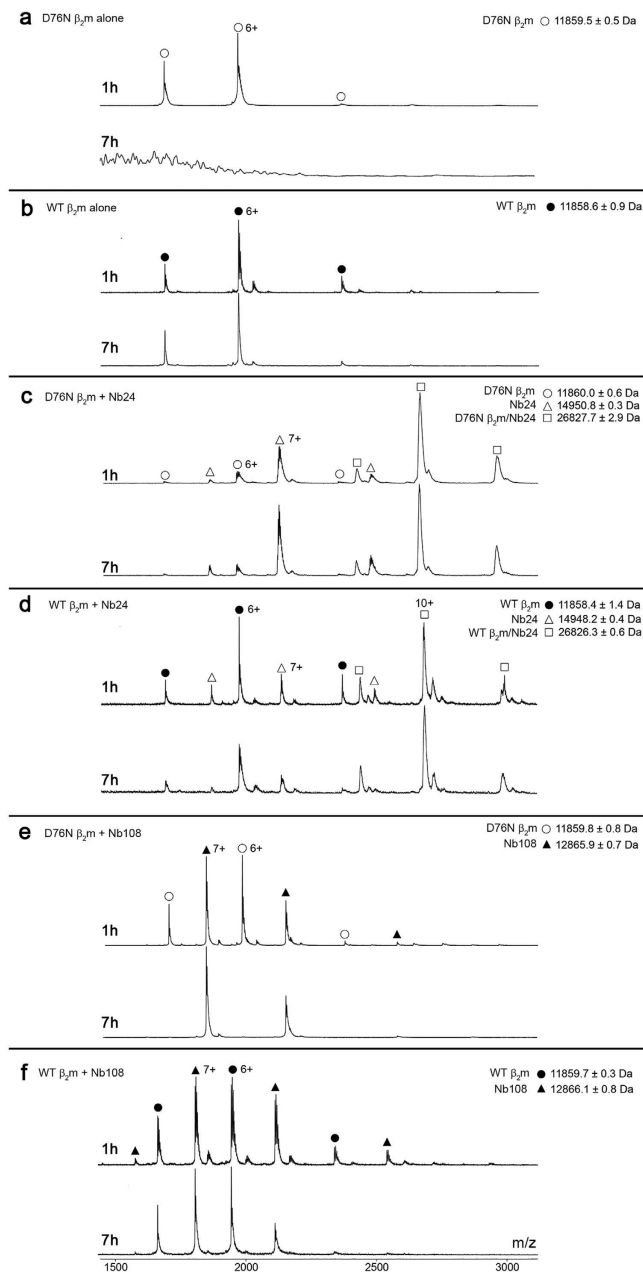 a D76N β₂m alone
D76N β₂m ○ 11859.5 ± 0.5 Da
○ ○ 6+ ○
1h
7h
b WT β₂m alone
WT β₂m ● 11858.6 ± 0.9 Da
● ● 6+ ●
1h
7h
c D76N β₂m + Nb24
D76N β₂m ○ 11860.0 ± 0.6 Da
Nb24 △ 14950.8 ± 0.3 Da
D76N β₂m/Nb24 □ 26827.7 ± 2.9 Da
○ △ ○ 6+ △ 7+ ○ □ △ □ □
1h
7h
d WT β₂m + Nb24
WT β₂m ● 11858.4 ± 1.4 Da
Nb24 △ 14948.2 ± 0.4 Da
WT β₂m/Nb24 □ 26826.3 ± 0.6 Da
● △ ● 6+ △ 7+ ● □ △ 10+ □ □
1h
7h
e D76N β₂m + Nb108
D76N β₂m ○ 11859.8 ± 0.8 Da
Nb108 ▲ 12865.9 ± 0.7 Da
○ ▲ 7+ ○ 6+ ▲ ○ ▲
1h
7h
f WT β₂m + Nb108
WT β₂m ● 11859.7 ± 0.3 Da
Nb108 ▲ 12866.1 ± 0.8 Da
▲ ● ▲ 7+ ● 6+ ▲ ● ▲
1h
7h
m/z
1500 2000 2500 3000